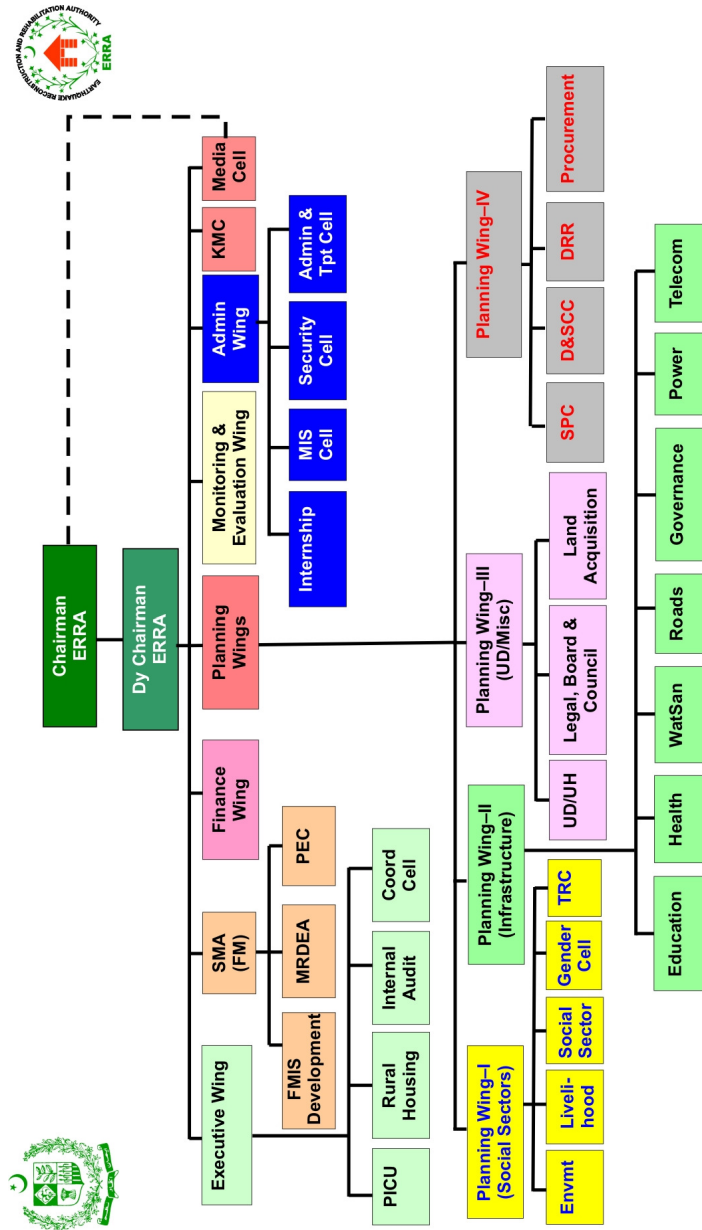 EARTHQUAKE RECONSTRUCTION AND REHABILITATION AUTHORITY
ERRA
Chairman
ERRA
Dy Chairman
ERRA
Executive Wing
SMA
(FM)
Finance
Wing
Planning
Wings
Monitoring &
Evaluation Wing
Admin
Wing
KMC
Media
Cell
FMIS
Development
MRDEA
PEC
Internship
MIS
Cell
Security
Cell
Admin &
Tpt Cell
PICU
Rural
Housing
Internal
Audit
Coord
Cell
Planning Wing–I
(Social Sectors)
Planning Wing–II
(Infrastructure)
Planning Wing–III
(UD/Misc)
Planning Wing–IV
Envmt
Liveli-
hood
Social
Sector
Gender
Cell
TRC
UD/UH
Legal, Board &
Council
Land
Acquisition
SPC
D&SCC
DRR
Procurement
Education
Health
WatSan
Roads
Governance
Power
Telecom